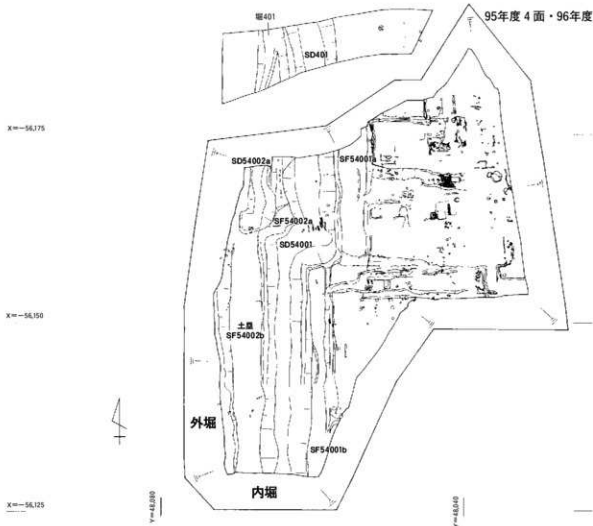 95年度 4 面・96年度
堀401
SD401
X=-56,175
SD54002a
SF54001a
SF54002a
SD54001
X=-56,150
土塁
SF54002b
外堀
SF54001b
内堀
X=-56,125
Y=48,080
Y=48,040